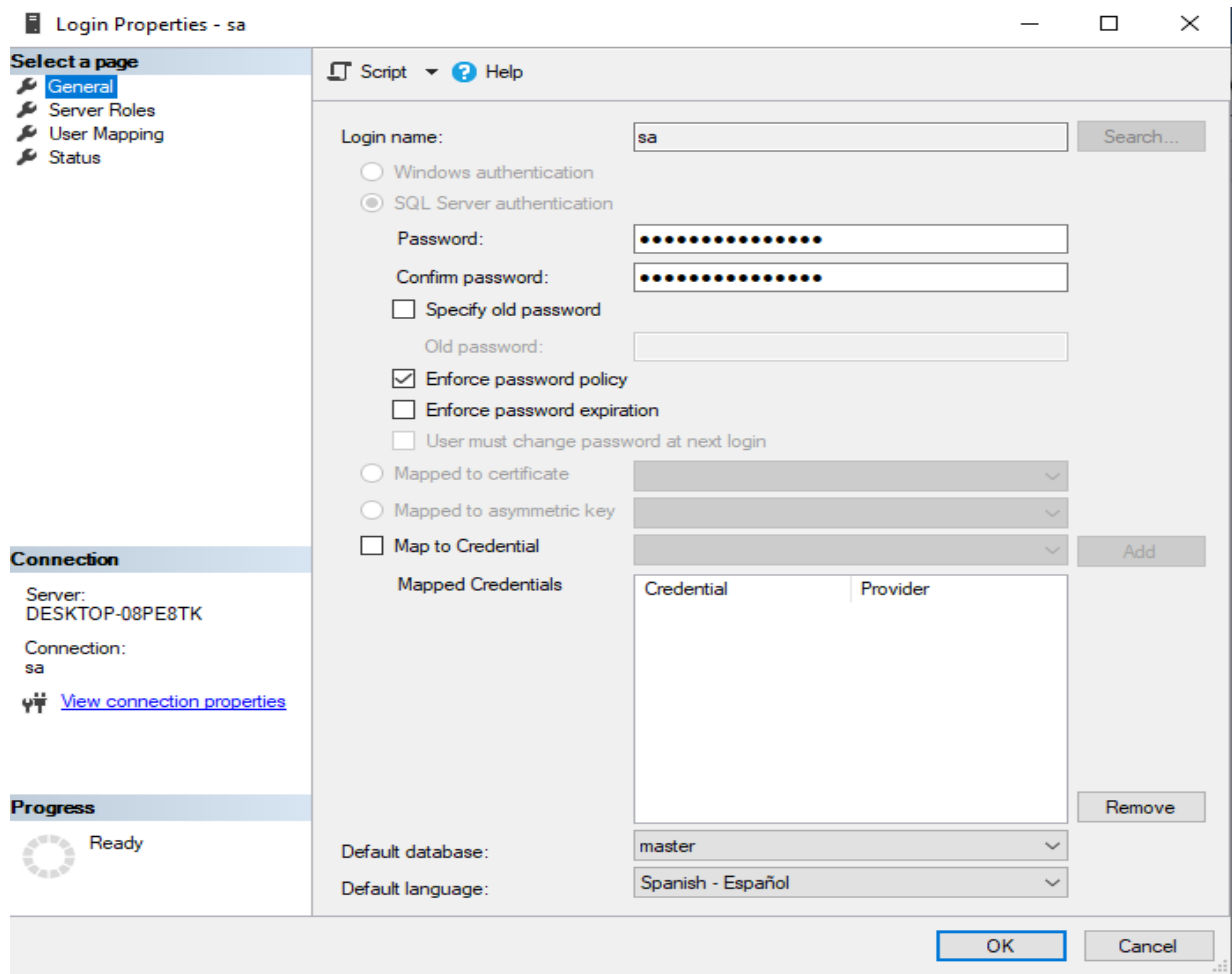 Login Properties - sa
Select a page
General
Server Roles
User Mapping
Status
Script Help
Login name: sa Search...
Windows authentication
SQL Server authentication
Password: ●●●●●●●●●●●●●●●
Confirm password: ●●●●●●●●●●●●●●●
Specify old password
Old password:
Enforce password policy
Enforce password expiration
User must change password at next login
Mapped to certificate
Mapped to asymmetric key
Map to Credential Add
Mapped Credentials Credential Provider
Remove
Default database: master
Default language: Spanish - Español
Connection
Server:
DESKTOP-08PE8TK
Connection:
sa
View connection properties
Progress
Ready
OK Cancel